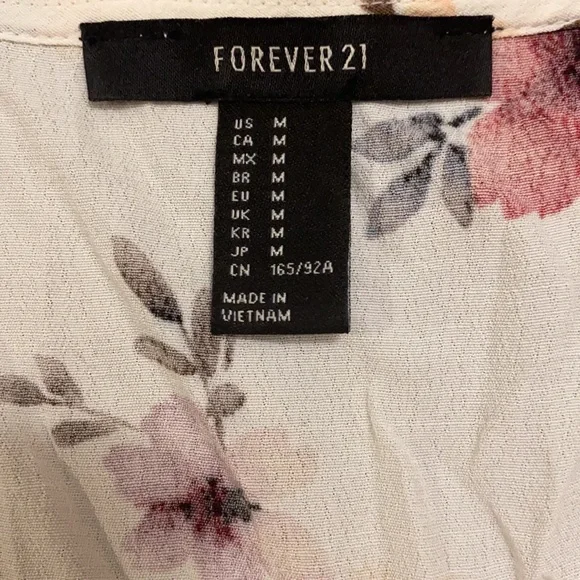 FOREVER 21
US M
CA M
MX M
BR M
EU M
UK M
KR M
JP M
CN 165/92A
MADE IN
VIETNAM